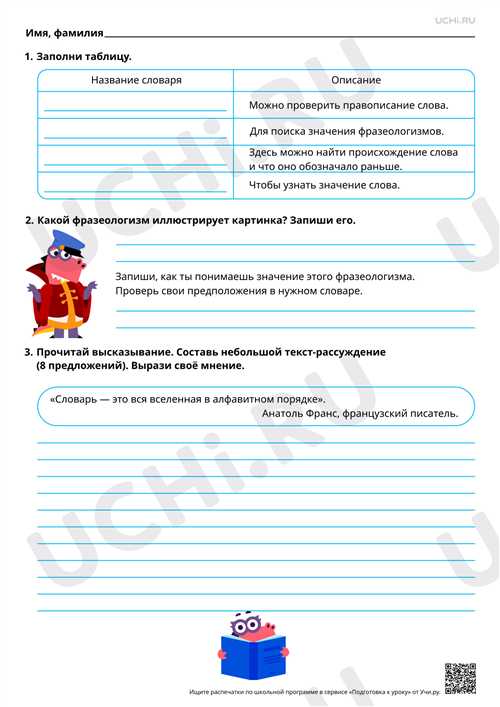 UCHi.RU
Имя, фамилия
1. Заполни таблицу.
Название словаря
Описание
Можно проверить правописание слова.
Для поиска значения фразеологизмов.
Здесь можно найти происхождение слова
и что оно обозначало раньше.
Чтобы узнать значение слова.
2. Какой фразеологизм иллюстрирует картинка? Запиши его.
Запиши, как ты понимаешь значение этого фразеологизма.
Проверь свои предположения в нужном словаре.
3. Прочитай высказывание. Составь небольшой текст-рассуждение
(8 предложений). Вырази своё мнение.
«Словарь — это вся вселенная в алфавитном порядке».
Анатоль Франс, французский писатель.
Ищите распечатки по школьной программе в сервисе «Подготовка к уроку» от Учи.ру.